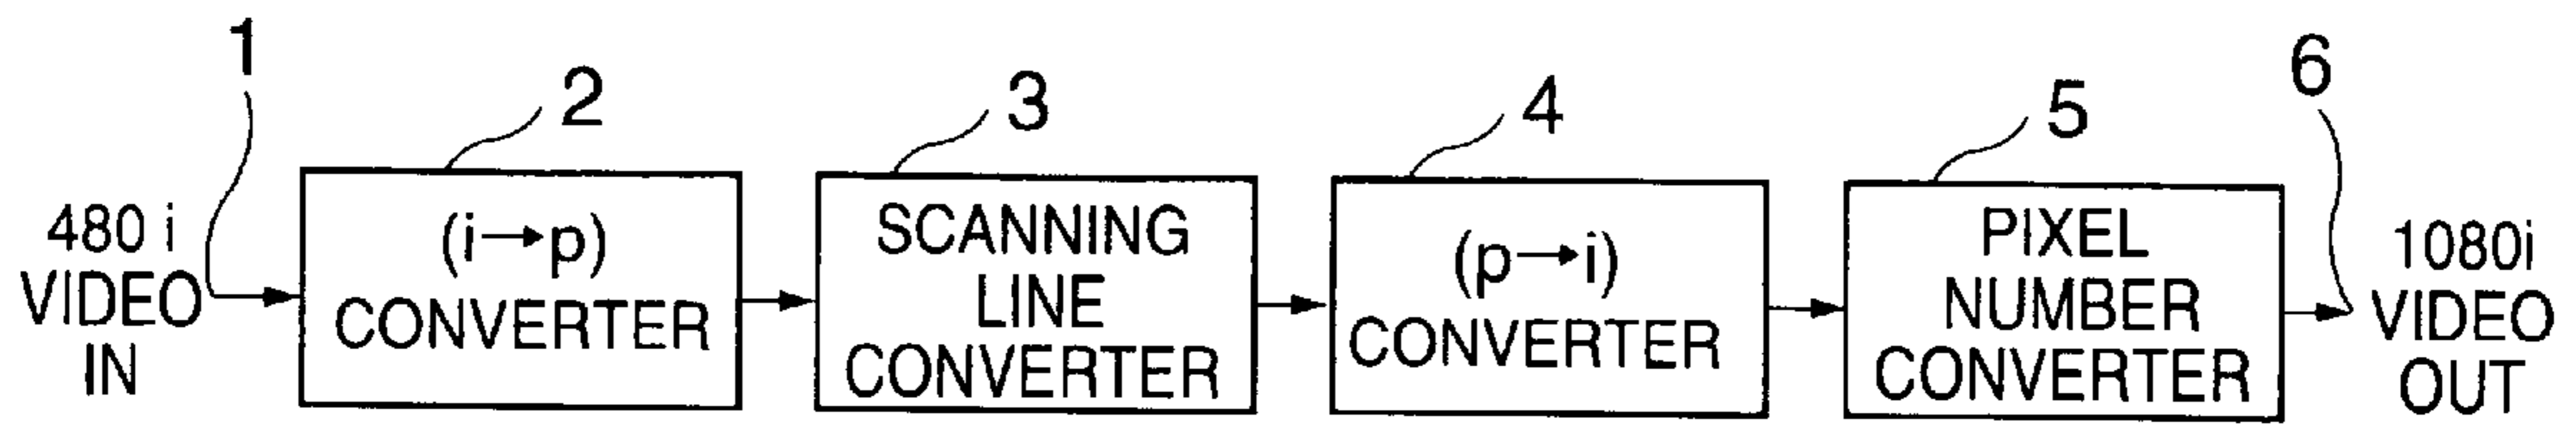 1
2
3
4
5
6
480 i
VIDEO
IN
(i→p)
CONVERTER
SCANNING
LINE
CONVERTER
(p→i)
CONVERTER
PIXEL
NUMBER
CONVERTER
1080i
VIDEO
OUT